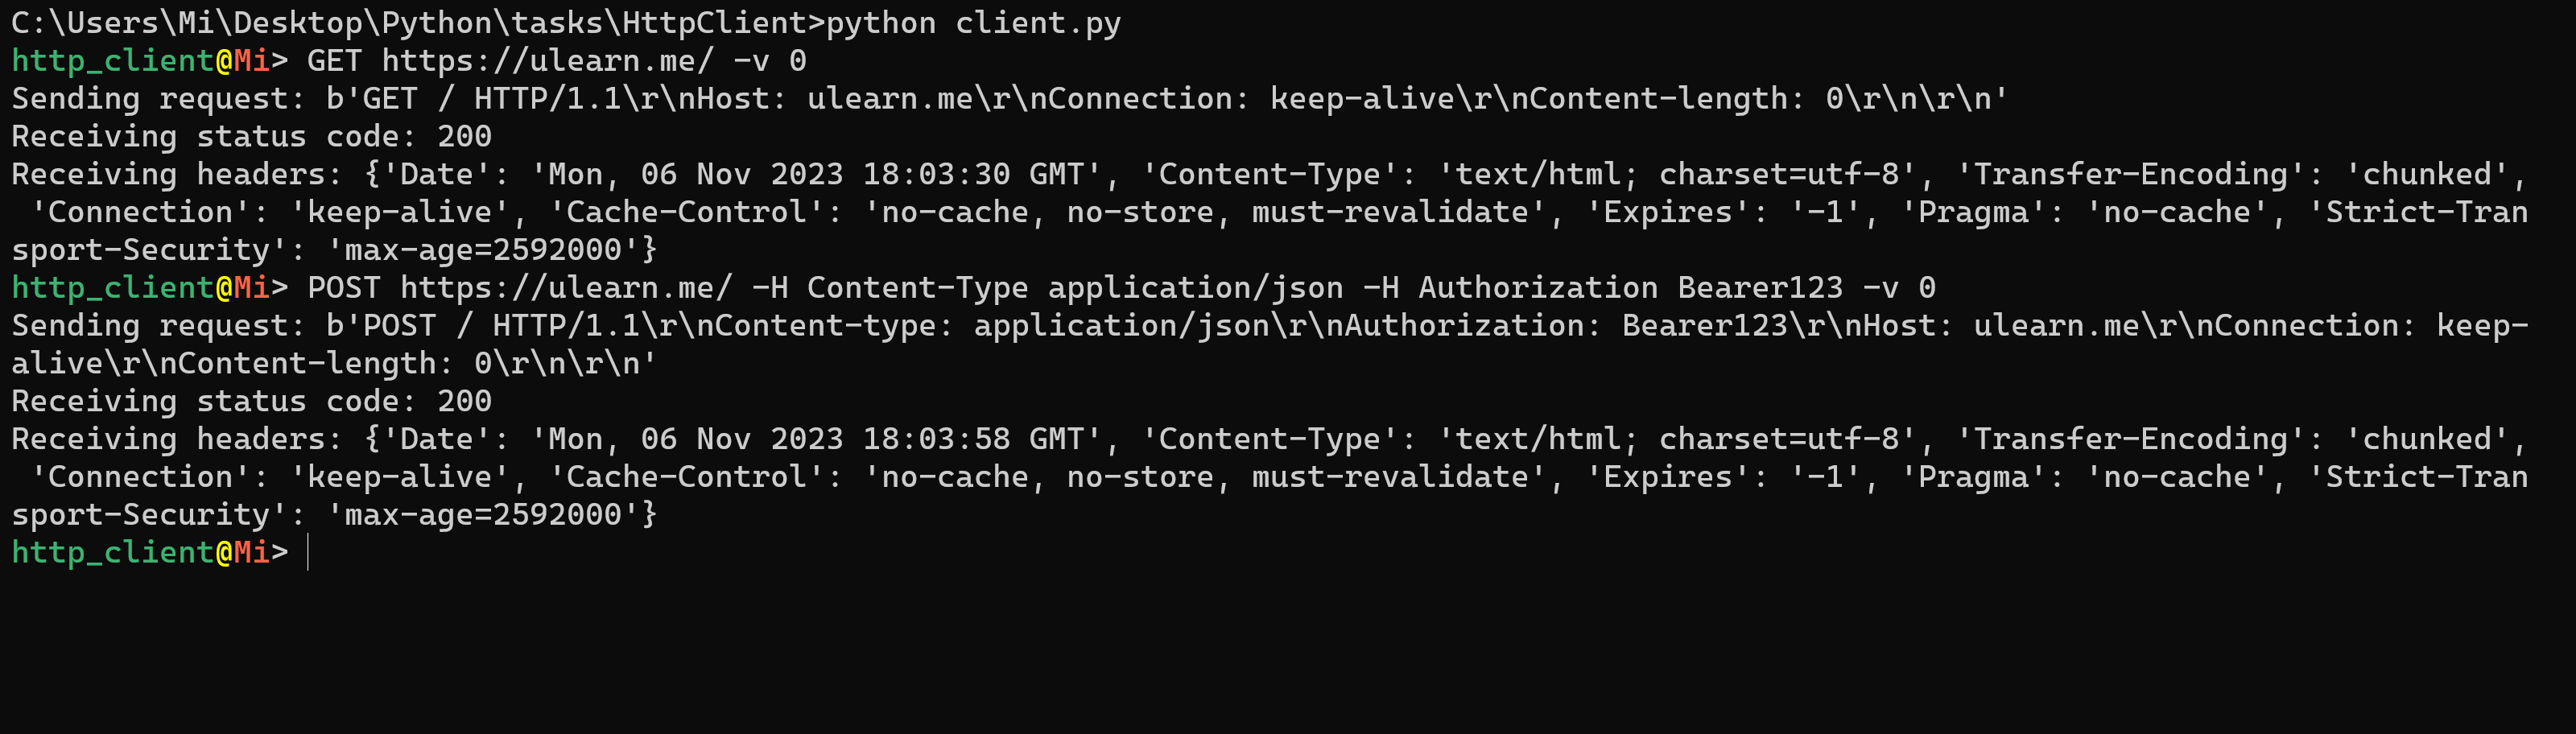 C:\Users\Mi\Desktop\Python\tasks\HttpClient>python client.py
http_client@Mi> GET https://ulearn.me/ -v 0
Sending request: b'GET / HTTP/1.1\r\nHost: ulearn.me\r\nConnection: keep-alive\r\nContent-length: 0\r\n\r\n'
Receiving status code: 200
Receiving headers: {'Date': 'Mon, 06 Nov 2023 18:03:30 GMT', 'Content-Type': 'text/html; charset=utf-8', 'Transfer-Encoding': 'chunked',
 'Connection': 'keep-alive', 'Cache-Control': 'no-cache, no-store, must-revalidate', 'Expires': '-1', 'Pragma': 'no-cache', 'Strict-Tran
sport-Security': 'max-age=2592000'}
http_client@Mi> POST https://ulearn.me/ -H Content-Type application/json -H Authorization Bearer123 -v 0
Sending request: b'POST / HTTP/1.1\r\nContent-type: application/json\r\nAuthorization: Bearer123\r\nHost: ulearn.me\r\nConnection: keep-
alive\r\nContent-length: 0\r\n\r\n'
Receiving status code: 200
Receiving headers: {'Date': 'Mon, 06 Nov 2023 18:03:58 GMT', 'Content-Type': 'text/html; charset=utf-8', 'Transfer-Encoding': 'chunked',
 'Connection': 'keep-alive', 'Cache-Control': 'no-cache, no-store, must-revalidate', 'Expires': '-1', 'Pragma': 'no-cache', 'Strict-Tran
sport-Security': 'max-age=2592000'}
http_client@Mi>